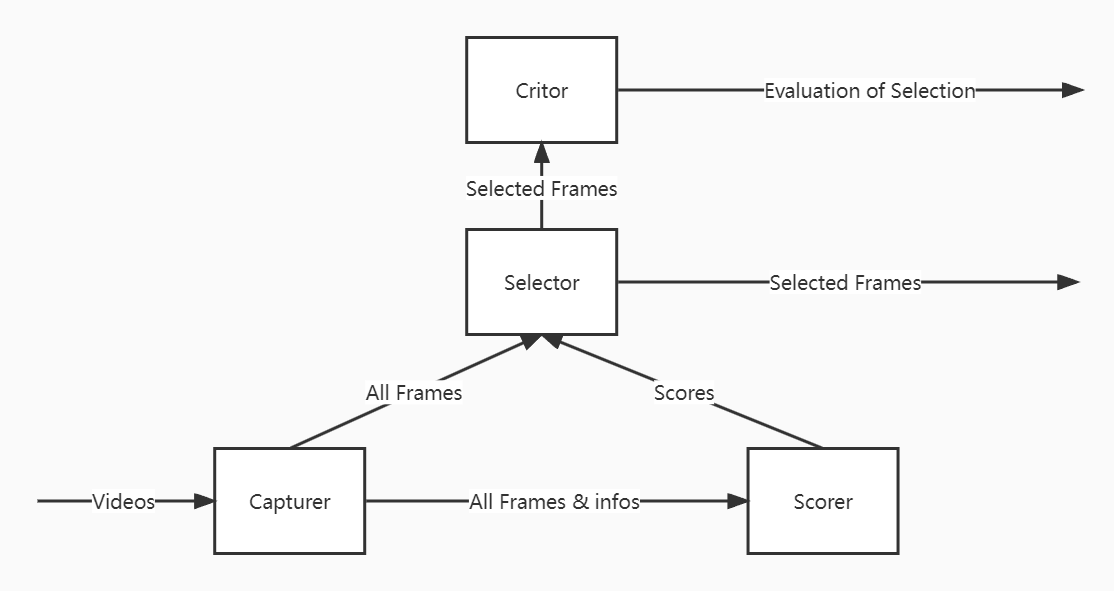 Critor
Evaluation of Selection
Selected Frames
Selector
Selected Frames
All Frames
Scores
Videos
Capturer
All Frames & infos
Scorer